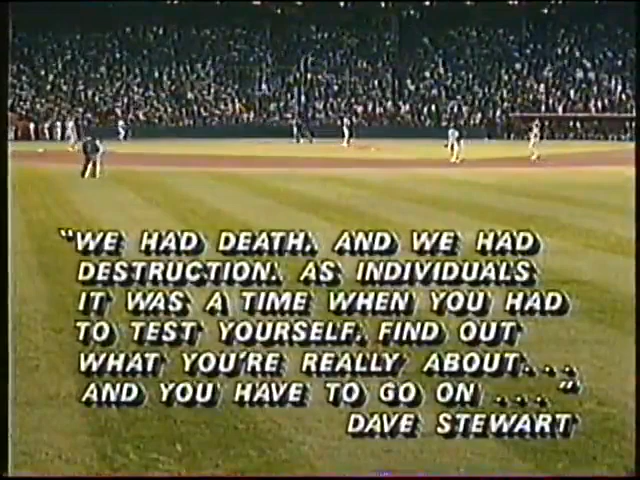 "WE HAD DEATH, AND WE HAD
DESTRUCTION. AS INDIVIDUALS
IT WAS A TIME WHEN YOU HAD
TO TEST YOURSELF, FIND OUT
WHAT YOU'RE REALLY ABOUT...
AND YOU HAVE TO GO ON ..."
DAVE STEWART